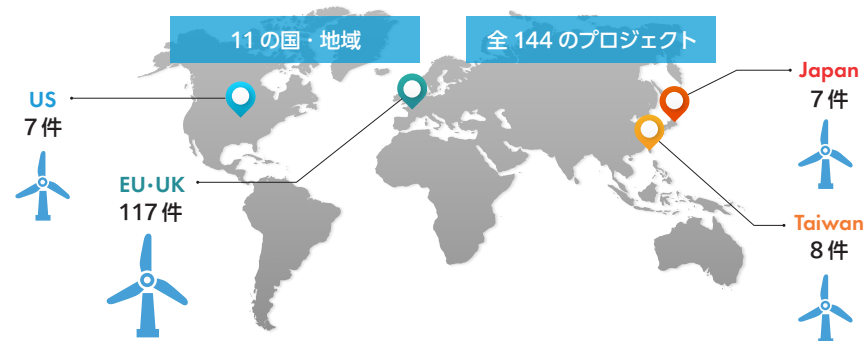 11 の国・地域
全 144 のプロジェクト
US
7 件
EU・UK
117 件
Japan
7 件
Taiwan
8 件